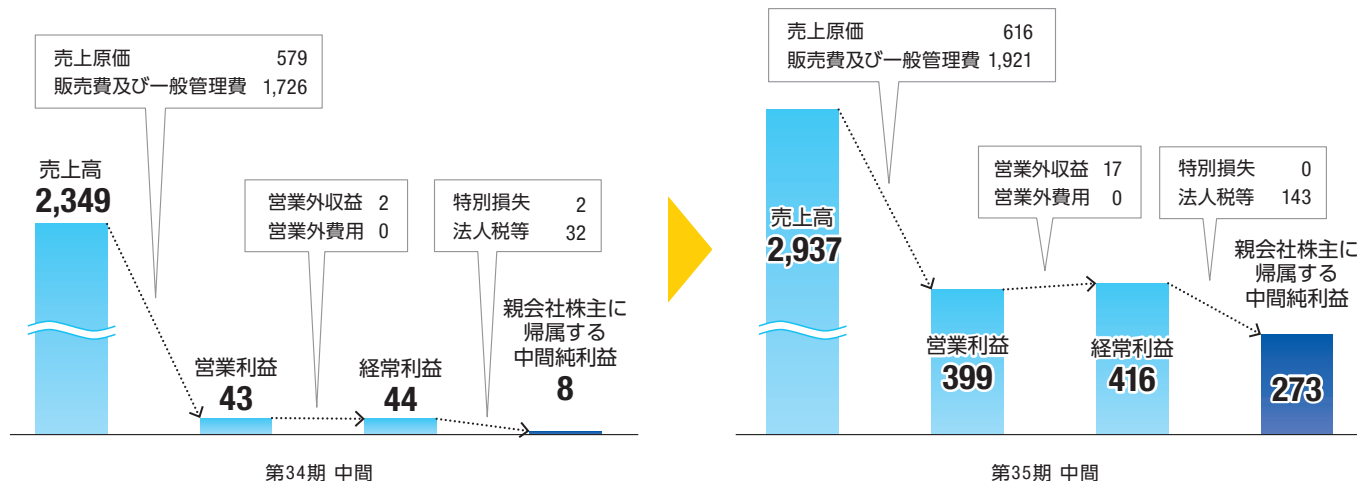 売上原価 579
販売費及び一般管理費 1,726
売上高
2,349
営業外収益 2
営業外費用 0
特別損失 2
法人税等 32
営業利益
43
経常利益
44
親会社株主に
帰属する
中間純利益
8
第34期 中間
売上原価 616
販売費及び一般管理費 1,921
売上高
2,937
営業外収益 17
営業外費用 0
特別損失 0
法人税等 143
営業利益
399
経常利益
416
親会社株主に
帰属する
中間純利益
273
第35期 中間